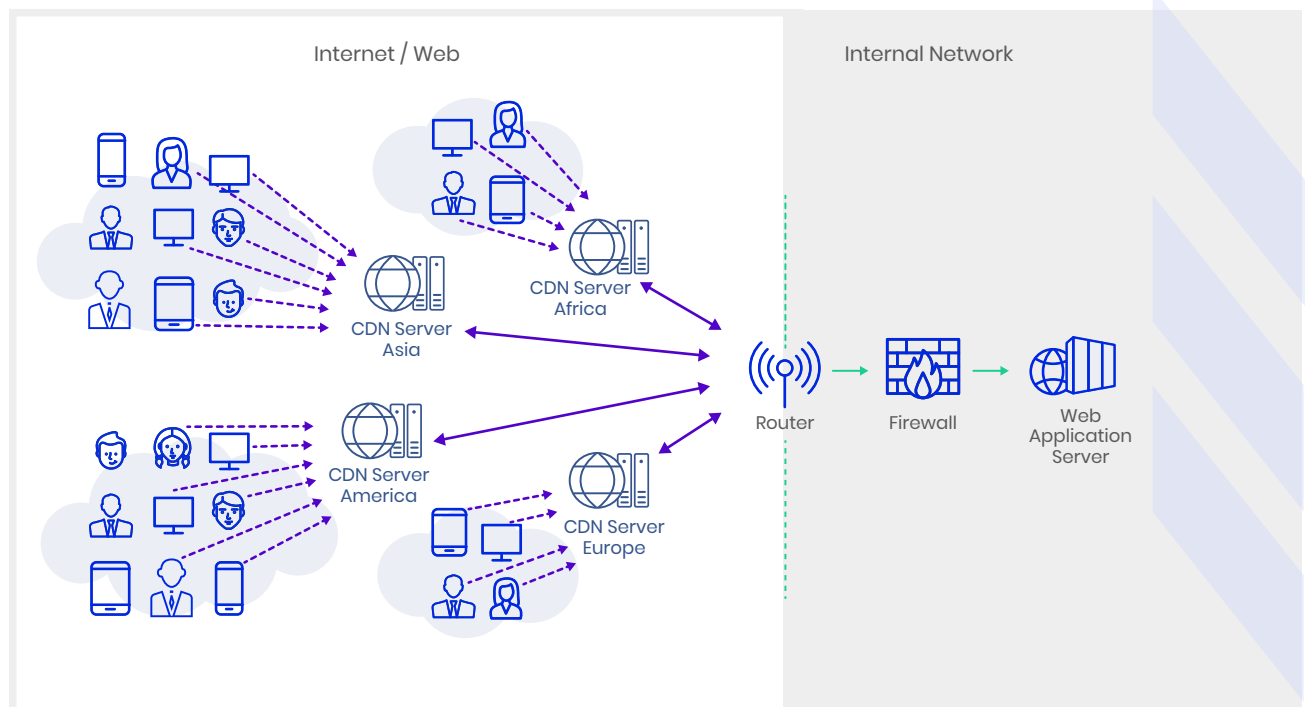 Internet / Web
Internal Network
CDN Server
Africa
CDN Server
Asia
Router
Firewall
Web
Application
Server
CDN Server
America
CDN Server
Europe